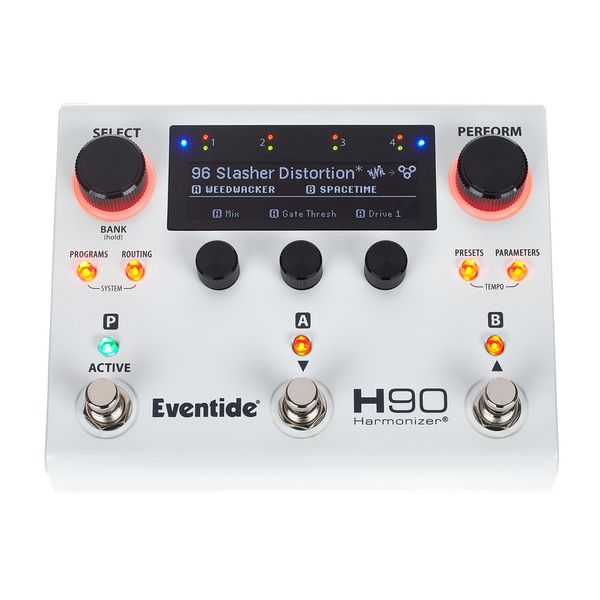 SELECT
PERFORM
1 2 3 4
96 Slasher Distortion*
A WEEDWACKER B SPACETIME
A Mix A Gate Thresh A Drive 1
BANK
(hold)
PROGRAMS ROUTING
SYSTEM
PRESETS PARAMETERS
TEMPO
P A B
ACTIVE
Eventide®
H90
Harmonizer®